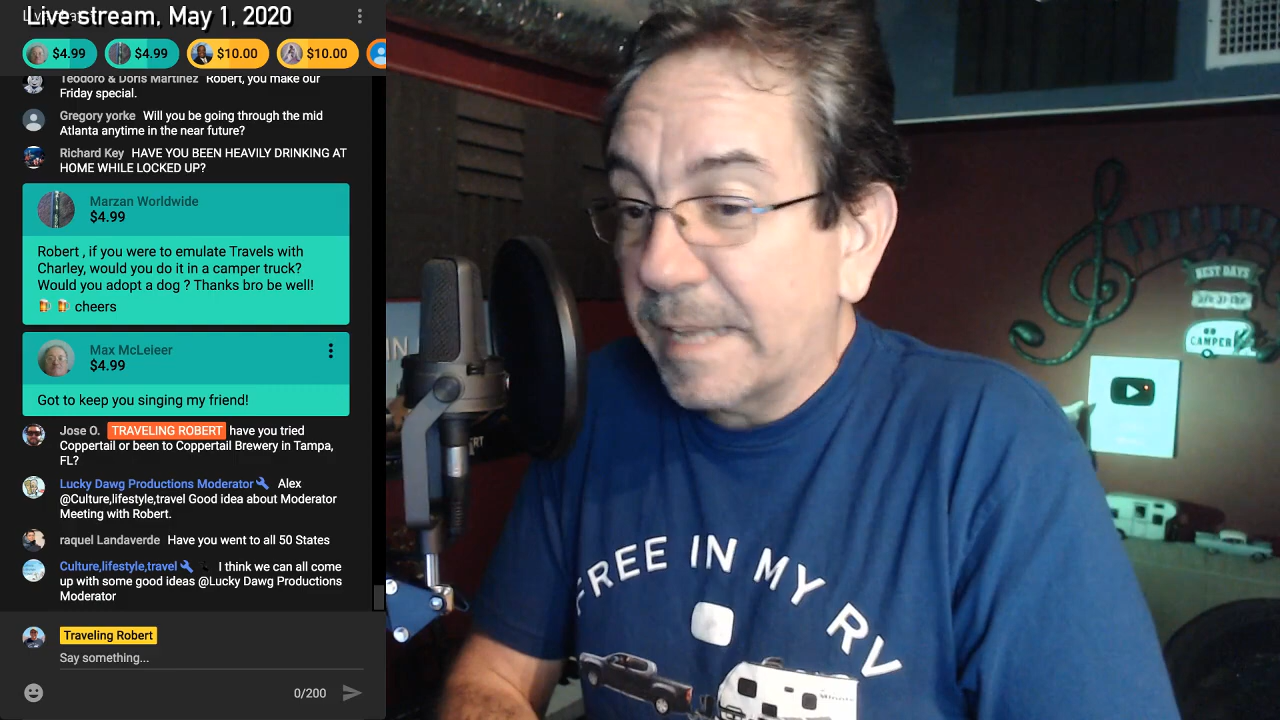 Live stream, May 1, 2020
$4.99
$4.99
$10.00
$10.00
Teodoro & Doris Martinez Robert, you make our
Friday special.
Gregory yorke Will you be going through the mid
Atlanta anytime in the near future?
Richard Key HAVE YOU BEEN HEAVILY DRINKING AT
HOME WHILE LOCKED UP?
Marzan Worldwide
$4.99
Robert , if you were to emulate Travels with
Charley, would you do it in a camper truck?
Would you adopt a dog ? Thanks bro be well!
🍻 🍻 cheers
Max McLeieer
$4.99
Got to keep you singing my friend!
Jose O. TRAVELING ROBERT have you tried
Coppertail or been to Coppertail Brewery in Tampa,
FL?
Lucky Dawg Productions Moderator Alex
@Culture,lifestyle,travel Good idea about Moderator
Meeting with Robert.
raquel Landaverde Have you went to all 50 States
Culture,lifestyle,travel I think we can all come
up with some good ideas @Lucky Dawg Productions
Moderator
Traveling Robert
Say something...
0/200
FREE IN MY RV
BEST DAYS
are at the
CAMPER
IN